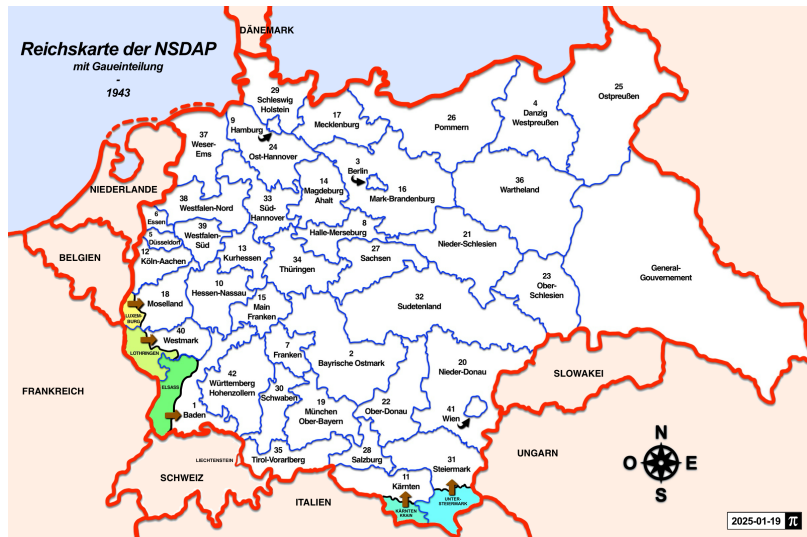 Reichskarte der NSDAP
mit Gaueinteilung
-
1943
DÄNEMARK
29
Schleswig
Holstein
25
Ostpreußen
4
Danzig
Westpreußen
17
Mecklenburg
26
Pommern
9
Hamburg
37
Weser-
Ems
24
Ost-Hannover
3
Berlin
NIEDERLANDE
14
Magdeburg
Ahalt
16
Mark-Brandenburg
36
Wartheland
38
Westfalen-Nord
33
Süd-
Hannover
6
Essen
39
Westfalen-
Süd
8
Halle-Merseburg
21
Nieder-Schlesien
5
Düsseldorf
BELGIEN
12
Köln-Aachen
13
Kurhessen
34
Thüringen
27
Sachsen
General-
Gouvernement
23
Ober-
Schlesien
18
Moselland
10
Hessen-Nassau
15
Main
Franken
32
Sudetenland
LUXEM-
BURG
40
Westmark
LOTHRINGEN
7
Franken
2
Bayrische Ostmark
20
Nieder-Donau
SLOWAKEI
FRANKREICH
ELSASS
42
Württemberg
Hohenzollern
30
Schwaben
1
Baden
19
München
Ober-Bayern
22
Ober-Donau
41
Wien
LIECHTENSTEIN
35
Tirol-Vorarlberg
28
Salzburg
31
Steiermark
UNGARN
SCHWEIZ
11
Kärnten
ITALIEN
UNTER-
STEIERMARK
KÄRNTEN
KRAIN
N
O
E
S
2025-01-19 π